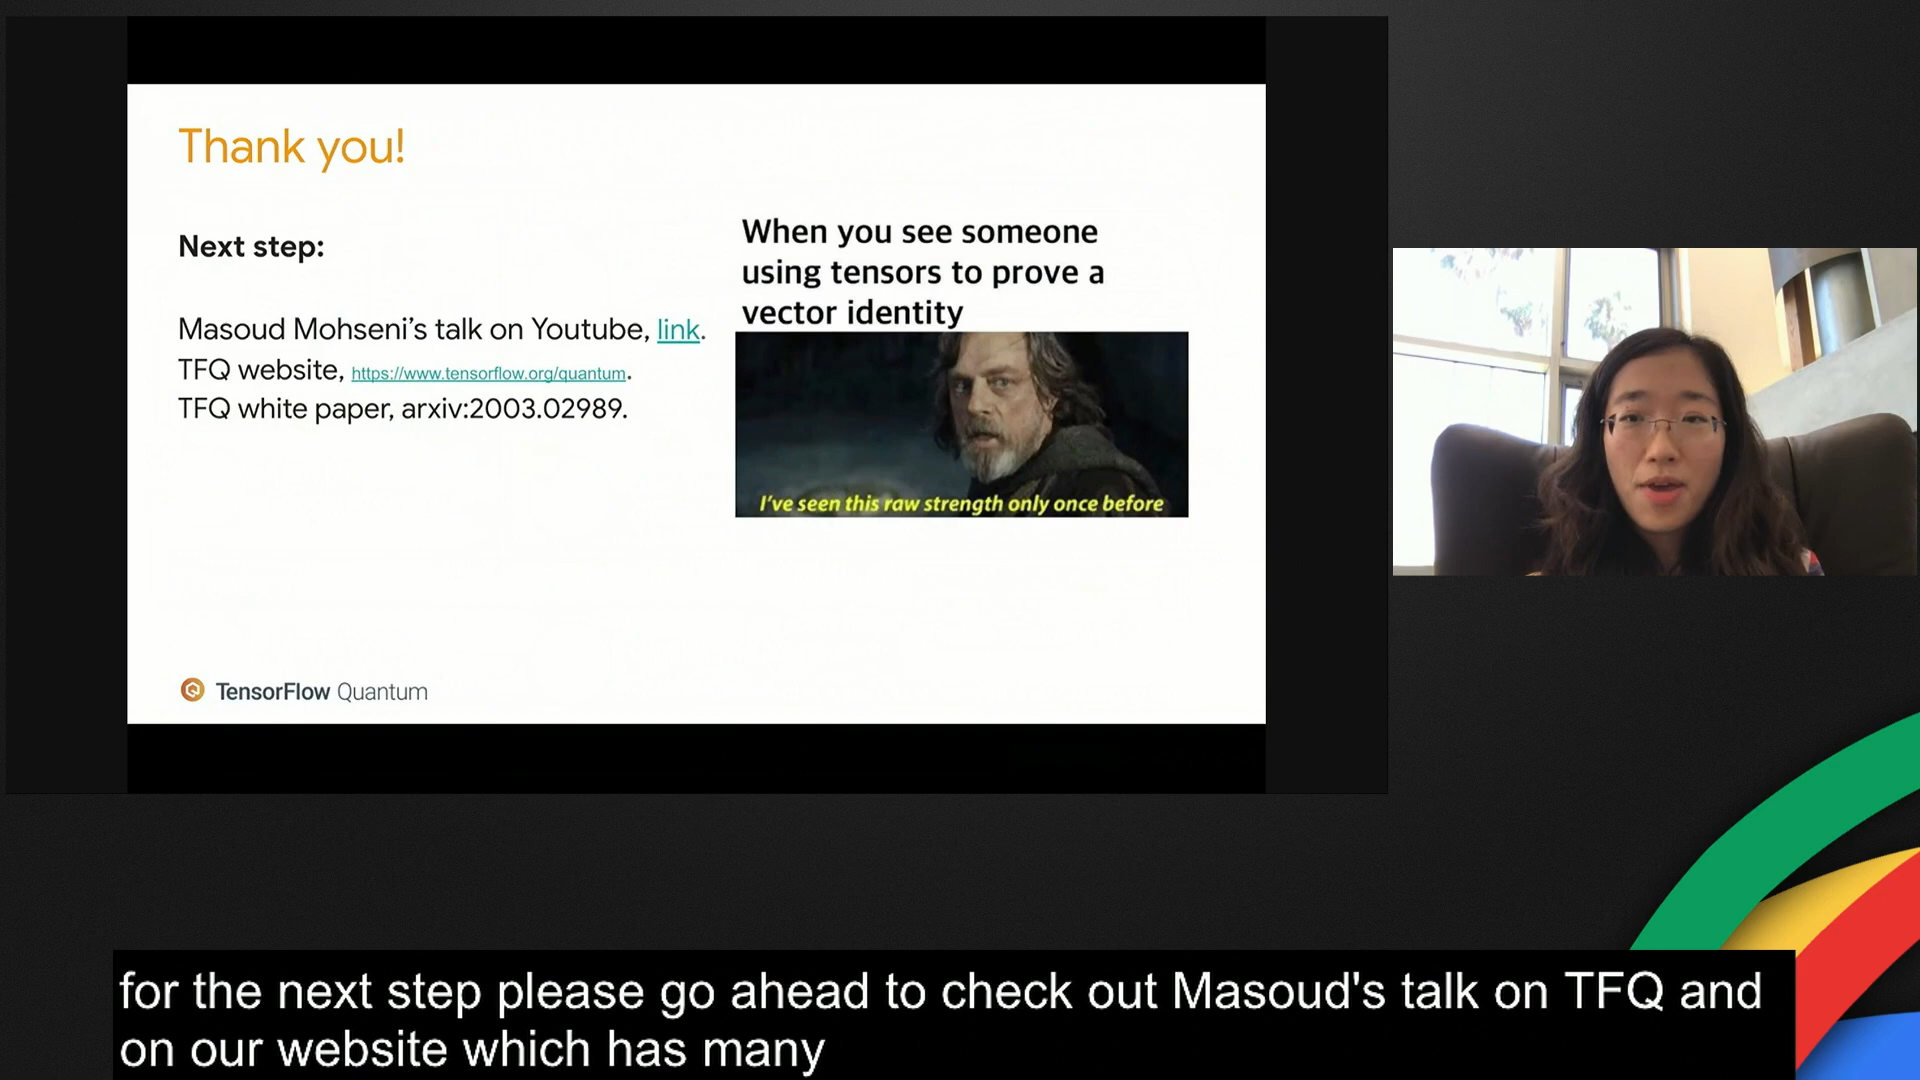 Thank you!
Next step:
Masoud Mohseni’s talk on Youtube, link.
TFQ website, https://www.tensorflow.org/quantum.
TFQ white paper, arxiv:2003.02989.
When you see someone
using tensors to prove a
vector identity
I've seen this raw strength only once before
TensorFlow Quantum
for the next step please go ahead to check out Masoud's talk on TFQ and
on our website which has many